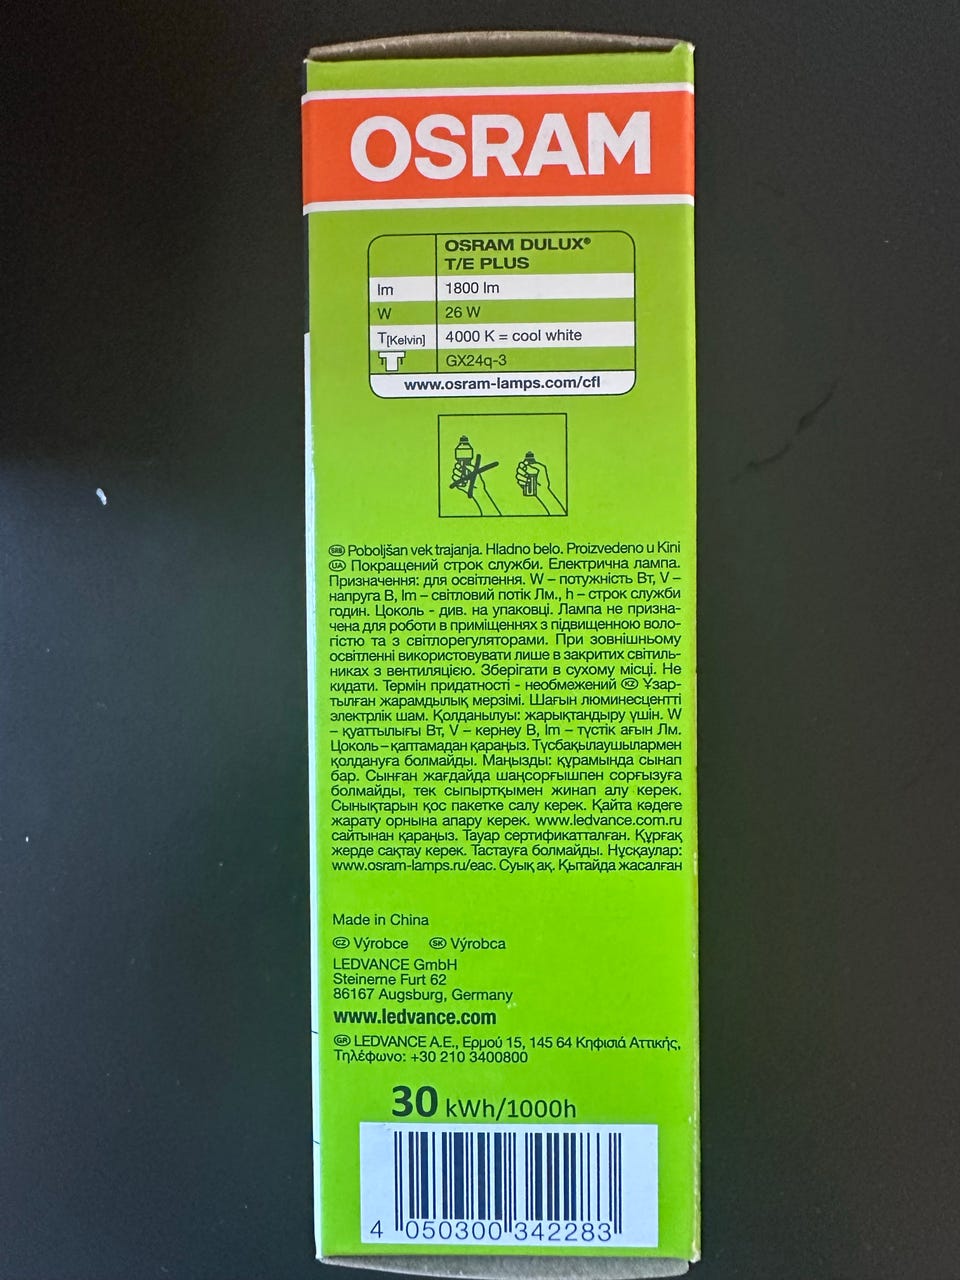 OSRAM
OSRAM DULUX®
T/E PLUS
lm 1800 lm
W 26 W
T[Kelvin] 4000 K = cool white
GX24q-3
www.osram-lamps.com/cfl
SRB Poboljšan vek trajanja. Hladno belo. Proizvedeno u Kini
UA Покращений строк служби. Електрична лампа.
Призначення: для освітлення. W – потужність Вт, V –
напруга В, lm – світловий потік Лм., h – строк служби
годин. Цоколь - див. на упаковці. Лампа не призна-
чена для роботи в приміщеннях з підвищенною воло-
гістю та з світлорегуляторами. При зовнішньому
освітленні використовувати лише в закритих світиль-
никах з вентиляцією. Зберігати в сухому місці. Не
кидати. Термін придатності - необмежений KZ Ұзар-
тылған жарамдылық мерзімі. Шағын люминесцентті
электрлік шам. Қолданылуы: жарықтандыру үшін. W
– қуаттылығы Вт, V – кернеу В, lm – түстік ағын Лм.
Цоколь – қаптамадан қараңыз. Түсбақылаушылармен
қолдануға болмайды. Маңызды: құрамында сынап
бар. Сынған жағдайда шаңсорғышпен сорғызуға
болмайды, тек сыпыртқымен жинап алу керек.
Сынықтарын қос пакетке салу керек. Қайта кәдеге
жарату орнына апару керек. www.ledvance.com.ru
сайтынан қараңыз. Тауар сертификатталған. Құрғақ
жерде сақтау керек. Тастауға болмайды. Нұсқаулар:
www.osram-lamps.ru/eac. Суық ақ. Қытайда жасалған
Made in China
CZ Výrobce SK Výrobca
LEDVANCE GmbH
Steinerne Furt 62
86167 Augsburg, Germany
www.ledvance.com
GR LEDVANCE A.E., Ερμού 15, 145 64 Κηφισιά Αττικής,
Τηλέφωνο: +30 210 3400800
30 kWh/1000h
4 050300 342283